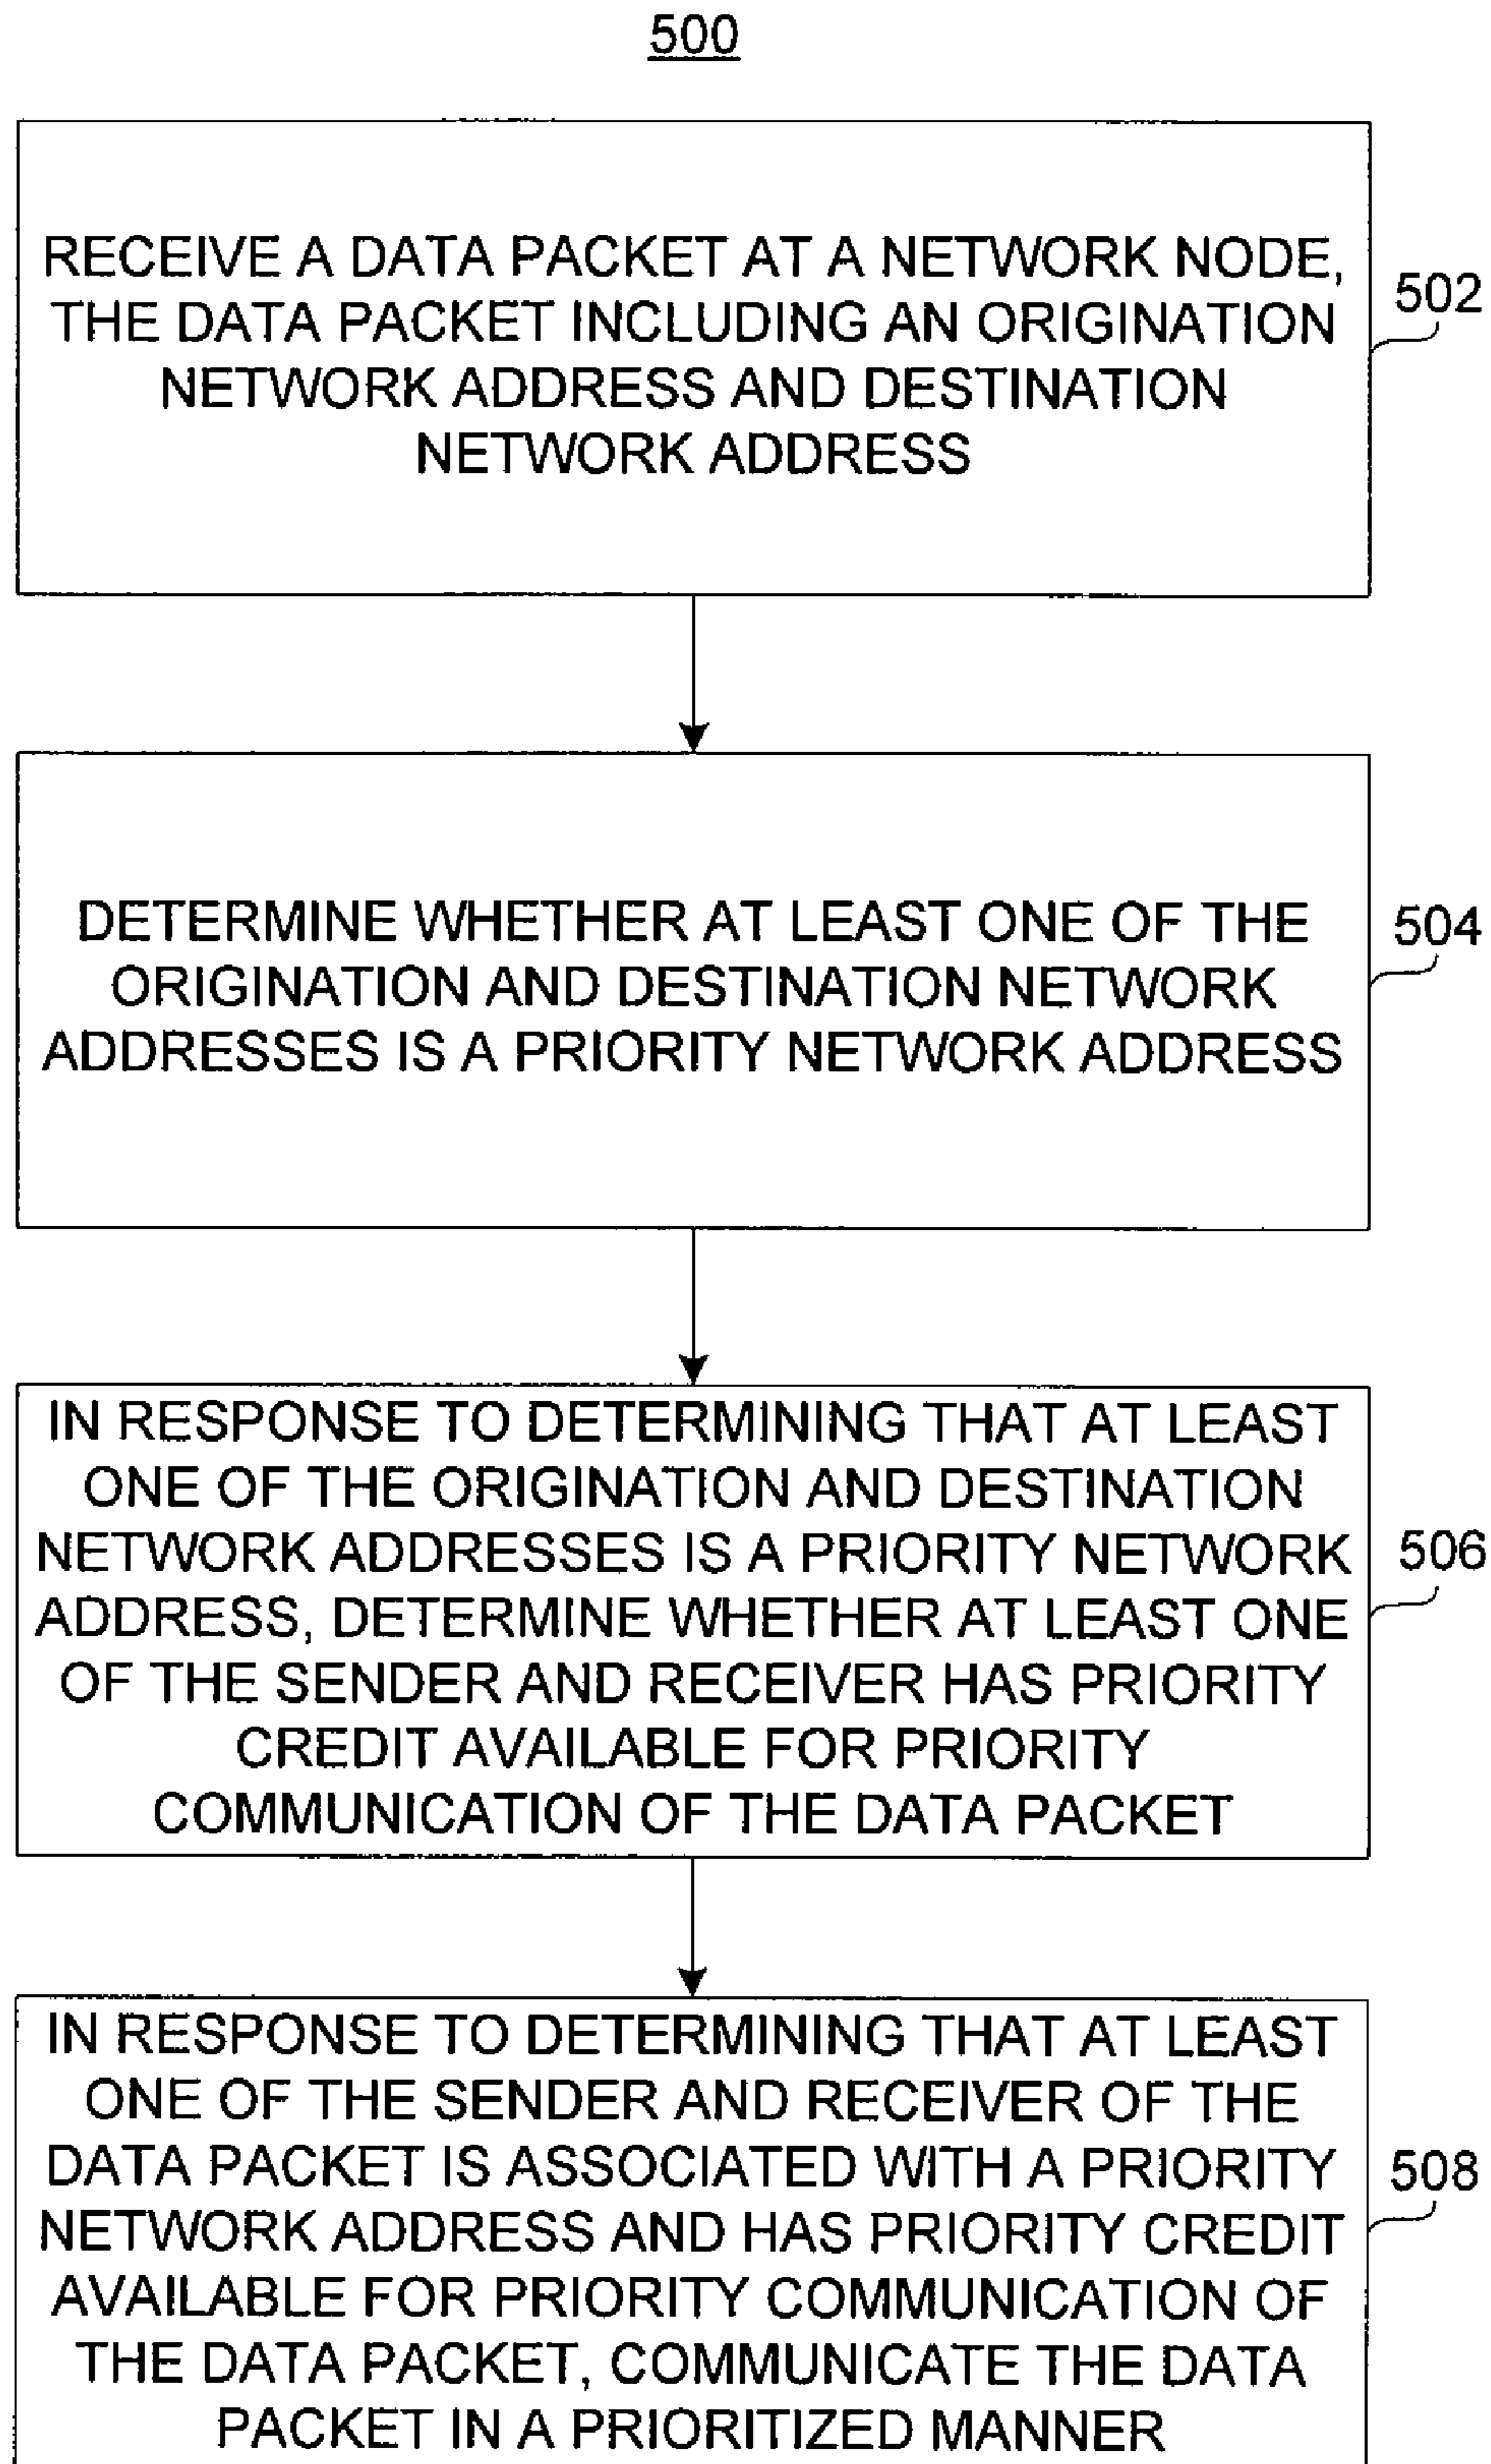 500
RECEIVE A DATA PACKET AT A NETWORK NODE,
THE DATA PACKET INCLUDING AN ORIGINATION
NETWORK ADDRESS AND DESTINATION
NETWORK ADDRESS
502
DETERMINE WHETHER AT LEAST ONE OF THE
ORIGINATION AND DESTINATION NETWORK
ADDRESSES IS A PRIORITY NETWORK ADDRESS
504
IN RESPONSE TO DETERMINING THAT AT LEAST
ONE OF THE ORIGINATION AND DESTINATION
NETWORK ADDRESSES IS A PRIORITY NETWORK
ADDRESS, DETERMINE WHETHER AT LEAST ONE
OF THE SENDER AND RECEIVER HAS PRIORITY
CREDIT AVAILABLE FOR PRIORITY
COMMUNICATION OF THE DATA PACKET
506
IN RESPONSE TO DETERMINING THAT AT LEAST
ONE OF THE SENDER AND RECEIVER OF THE
DATA PACKET IS ASSOCIATED WITH A PRIORITY
NETWORK ADDRESS AND HAS PRIORITY CREDIT
AVAILABLE FOR PRIORITY COMMUNICATION OF
THE DATA PACKET, COMMUNICATE THE DATA
PACKET IN A PRIORITIZED MANNER
508